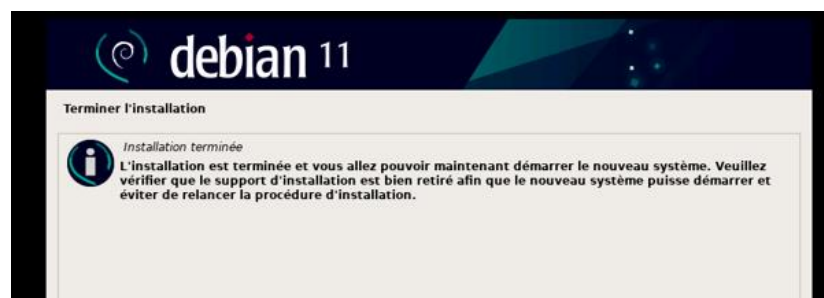 debian 11
Terminer l'installation
Installation terminée
L'installation est terminée et vous allez pouvoir maintenant démarrer le nouveau système. Veuillez
vérifier que le support d'installation est bien retiré afin que le nouveau système puisse démarrer et
éviter de relancer la procédure d'installation.